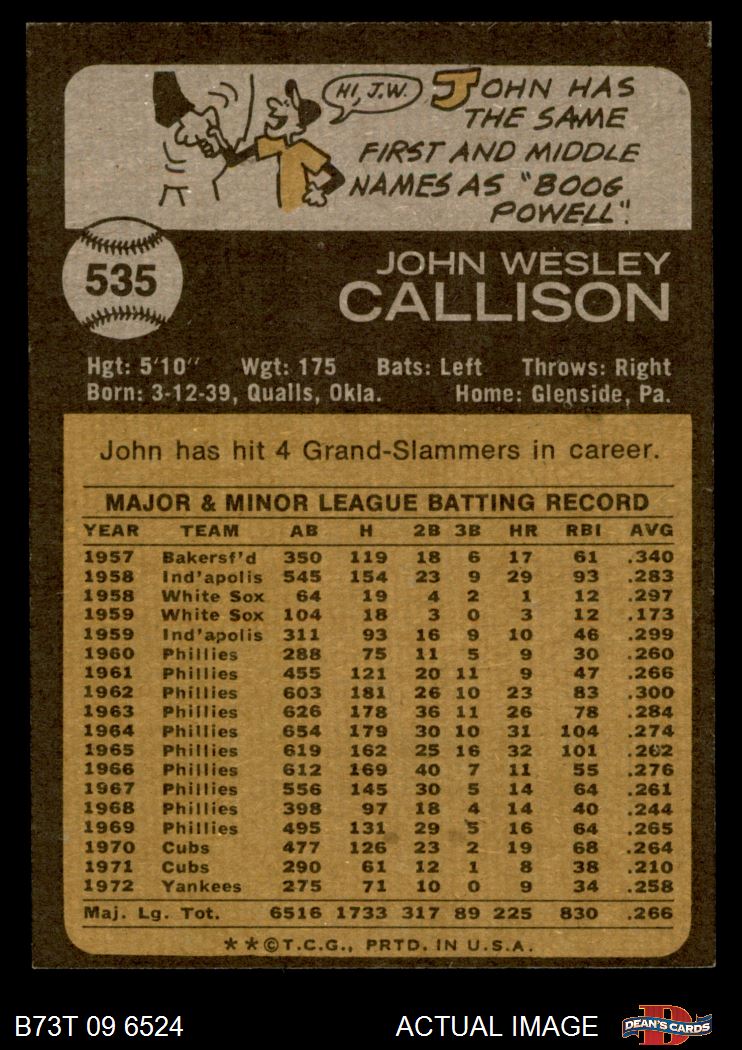 HI, J.W.
JOHN HAS
THE SAME
FIRST AND MIDDLE
NAMES AS "BOOG
POWELL".
535
JOHN WESLEY
CALLISON
Hgt: 5'10" Wgt: 175 Bats: Left Throws: Right
Born: 3-12-39, Qualls, Okla. Home: Glenside, Pa.
John has hit 4 Grand-Slammers in career.
MAJOR & MINOR LEAGUE BATTING RECORD
YEAR TEAM AB H 2B 3B HR RBI AVG
1957 Bakersf'd 350 119 18 6 17 61 .340
1958 Ind'apolis 545 154 23 9 29 93 .283
1958 White Sox 64 19 4 2 1 12 .297
1959 White Sox 104 18 3 0 3 12 .173
1959 Ind'apolis 311 93 16 9 10 46 .299
1960 Phillies 288 75 11 5 9 30 .260
1961 Phillies 455 121 20 11 9 47 .266
1962 Phillies 603 181 26 10 23 83 .300
1963 Phillies 626 178 36 11 26 78 .284
1964 Phillies 654 179 30 10 31 104 .274
1965 Phillies 619 162 25 16 32 101 .262
1966 Phillies 612 169 40 7 11 55 .276
1967 Phillies 556 145 30 5 14 64 .261
1968 Phillies 398 97 18 4 14 40 .244
1969 Phillies 495 131 29 5 16 64 .265
1970 Cubs 477 126 23 2 19 68 .264
1971 Cubs 290 61 12 1 8 38 .210
1972 Yankees 275 71 10 0 9 34 .258
Maj. Lg. Tot. 6516 1733 317 89 225 830 .266
★★©T.C.G., PRTD. IN U.S.A.
B73T 09 6524 ACTUAL IMAGE D DEAN'S CARDS